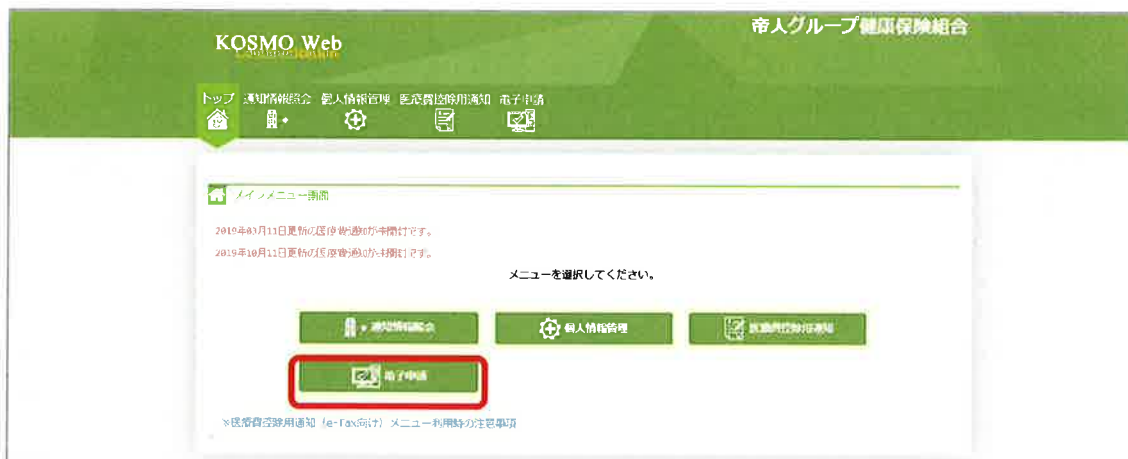 帝人グループ健康保険組合
KOSMO Web
Communication
トップ 通知情報照会 個人情報管理 医療費控除用通知 電子申請
メインメニュー画面
2019年03月11日更新の医療費通知が未開封です。
2019年10月11日更新の医療費通知が未開封です。
メニューを選択してください。
通知情報照会 個人情報管理 医療費控除用通知
電子申請
※医療費控除用通知（e-Tax向け）メニュー利用時の注意事項